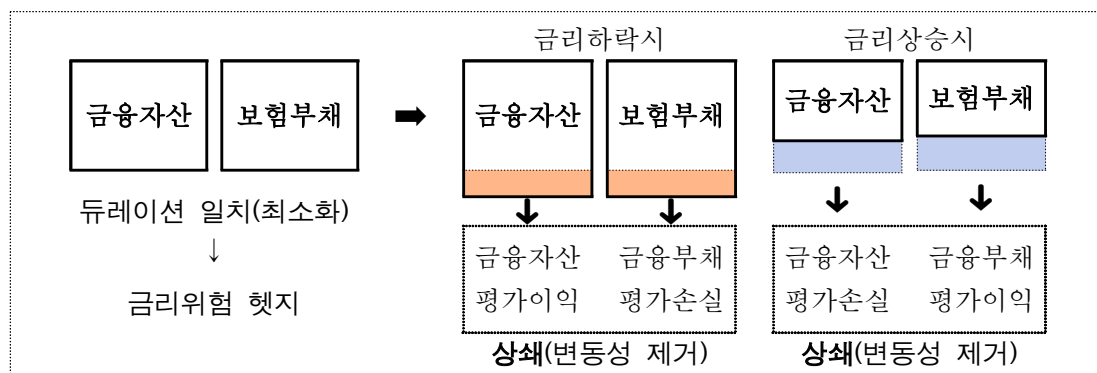 금리하락시 금리상승시
금융자산 보험부채 ➡ 금융자산 보험부채 금융자산 보험부채
듀레이션 일치(최소화)
↓
금리위험 헷지
금융자산 금융부채 금융자산 금융부채
평가이익 평가손실 평가손실 평가이익
상쇄(변동성 제거) 상쇄(변동성 제거)